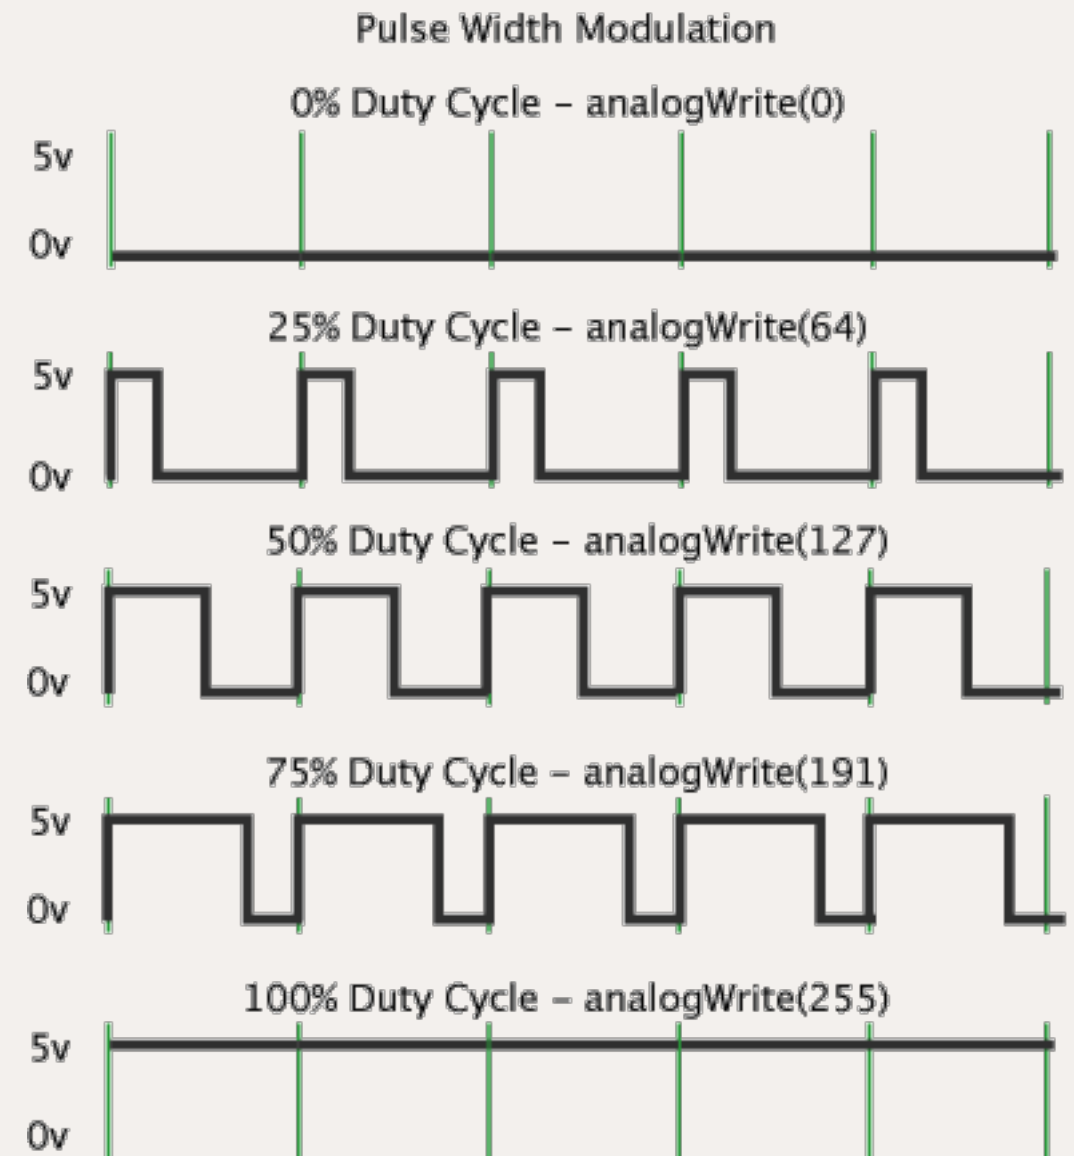 Pulse Width Modulation
0% Duty Cycle – analogWrite(0)
5v
0v
25% Duty Cycle – analogWrite(64)
5v
0v
50% Duty Cycle – analogWrite(127)
5v
0v
75% Duty Cycle – analogWrite(191)
5v
0v
100% Duty Cycle – analogWrite(255)
5v
0v